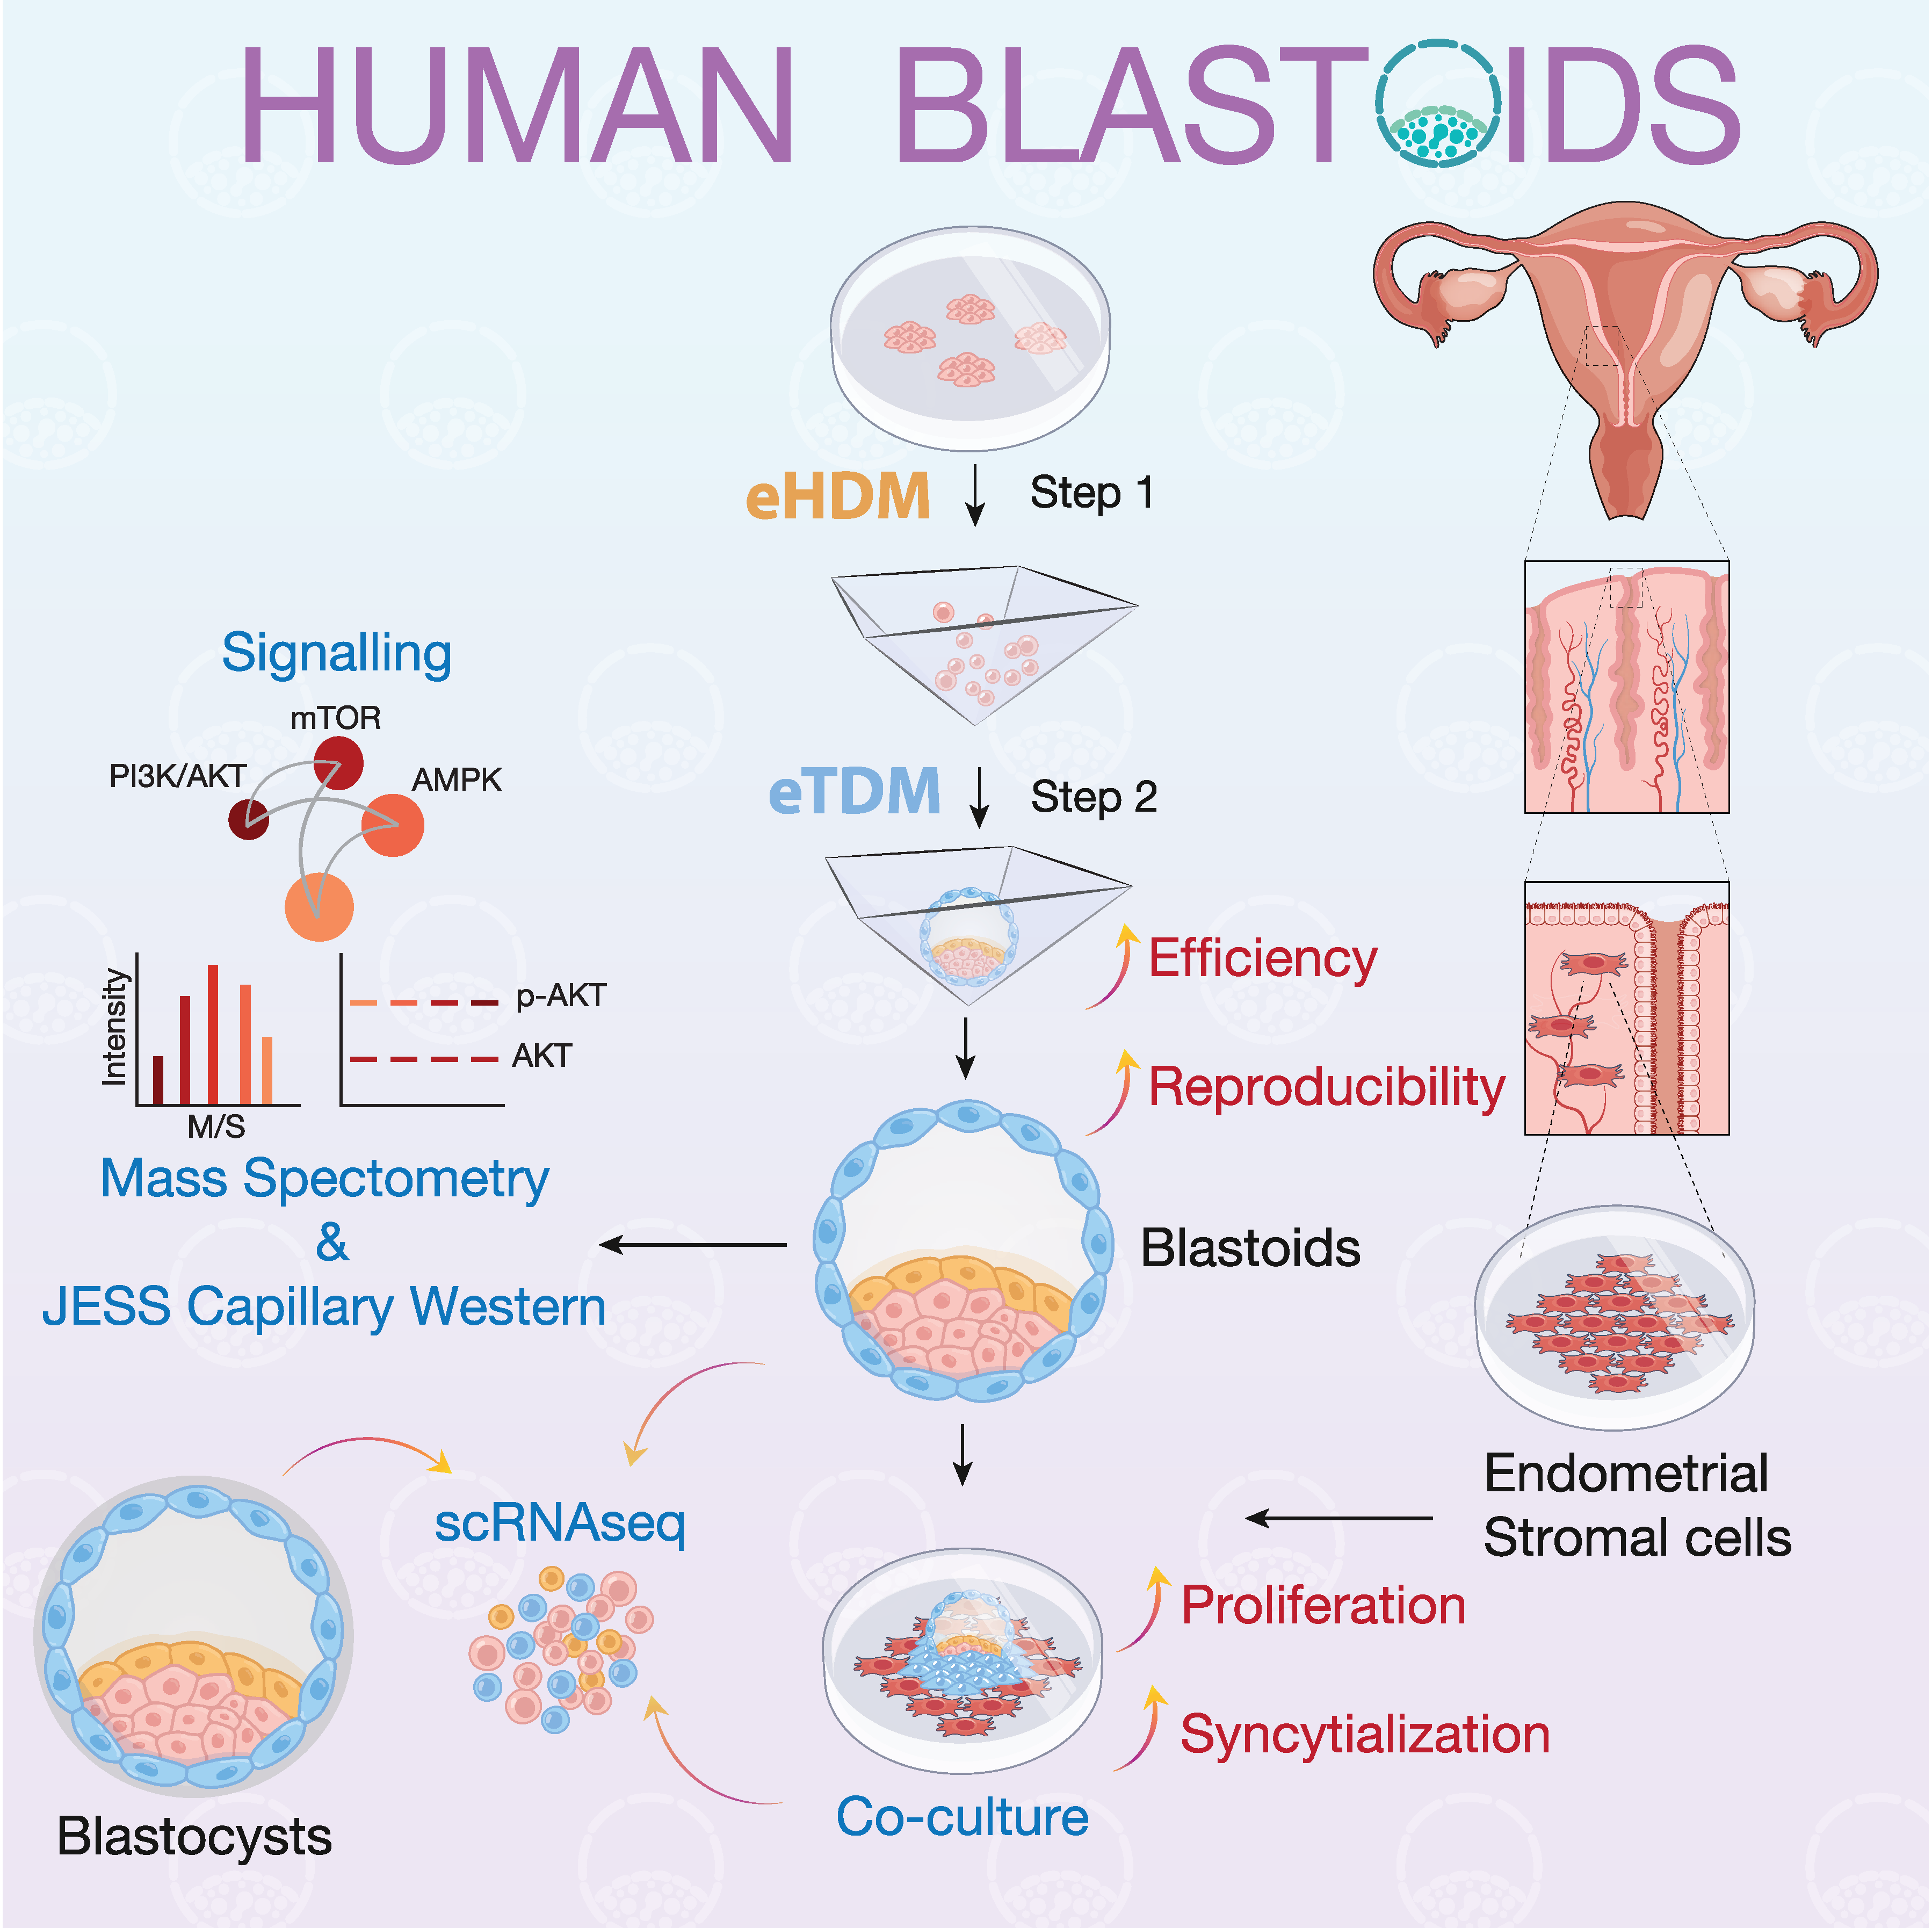 HUMAN BLASTOIDS
eHDM
Step 1
eTDM
Step 2
Efficiency
Reproducibility
Signalling
mTOR
PI3K/AKT
AMPK
Intensity
M/S
p-AKT
AKT
Mass Spectometry
&
JESS Capillary Western
Blastoids
Endometrial
Stromal cells
scRNAseq
Proliferation
Syncytialization
Co-culture
Blastocysts